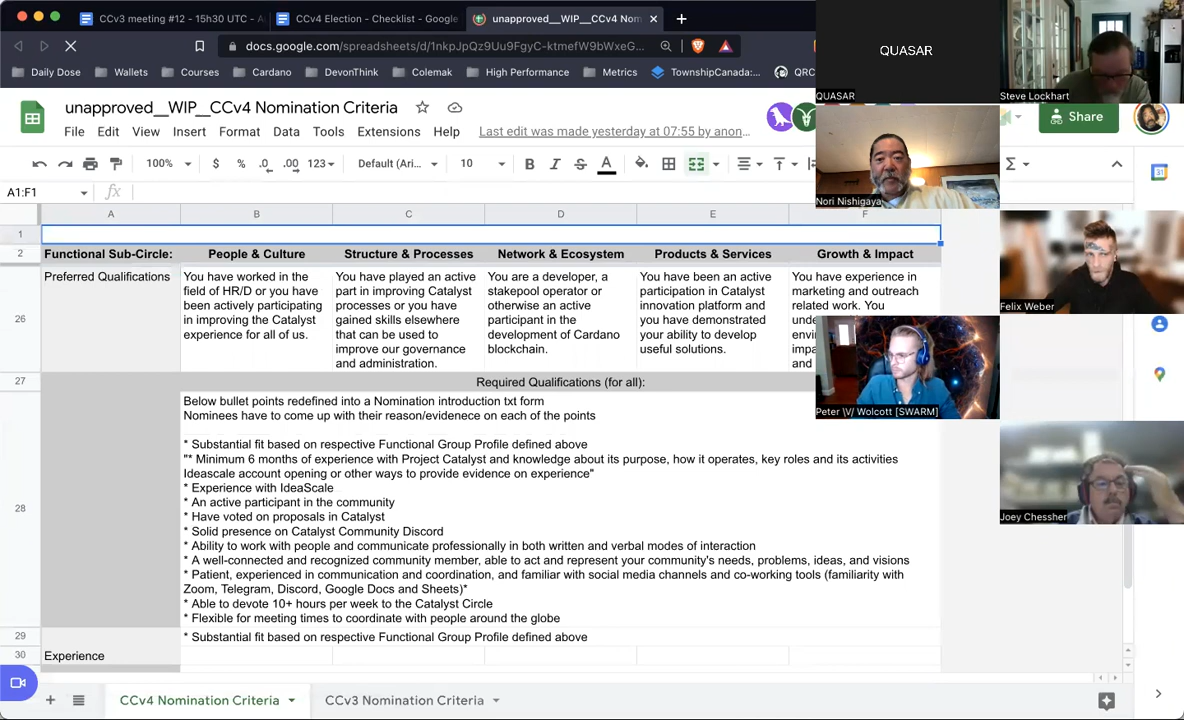 CCv3 meeting #12 - 15h30 UTC -
CCv4 Election - Checklist - Google
unapproved__WIP__CCv4 Nom
docs.google.com/spreadsheets/d/1nkpJpQz9Uu9FgyC-ktmefW9bWxeG...
Daily Dose
Wallets
Courses
Cardano
DevonThink
Colemak
High Performance
Metrics
TownshipCanada:...
QRC
unapproved__WIP__CCv4 Nomination Criteria
File Edit View Insert Format Data Tools Extensions Help
Last edit was made yesterday at 07:55 by anon...
Share
100%
$ % .0 .00 123
Default (Ari...
10
B I S A
Σ
A1:F1
fx
A B C D E F
1
2 Functional Sub-Circle: People & Culture Structure & Processes Network & Ecosystem Products & Services Growth & Impact
26
Preferred Qualifications
You have worked in the
field of HR/D or you have
been actively participating
in improving the Catalyst
experience for all of us.
You have played an active
part in improving Catalyst
processes or you have
gained skills elsewhere
that can be used to
improve our governance
and administration.
You are a developer, a
stakepool operator or
otherwise an active
participant in the
development of Cardano
blockchain.
You have been an active
participation in Catalyst
innovation platform and
you have demonstrated
your ability to develop
useful solutions.
You have experience in
marketing and outreach
related work. You
and
27
Required Qualifications (for all):
28
Below bullet points redefined into a Nomination introduction txt form
Nominees have to come up with their reason/evidenece on each of the points
* Substantial fit based on respective Functional Group Profile defined above
"* Minimum 6 months of experience with Project Catalyst and knowledge about its purpose, how it operates, key roles and its activities
Ideascale account opening or other ways to provide evidence on experience"
* Experience with IdeaScale
* An active participant in the community
* Have voted on proposals in Catalyst
* Solid presence on Catalyst Community Discord
* Ability to work with people and communicate professionally in both written and verbal modes of interaction
* A well-connected and recognized community member, able to act and represent your community's needs, problems, ideas, and visions
* Patient, experienced in communication and coordination, and familiar with social media channels and co-working tools (familiarity with
Zoom, Telegram, Discord, Google Docs and Sheets)*
* Able to devote 10+ hours per week to the Catalyst Circle
* Flexible for meeting times to coordinate with people around the globe
29
* Substantial fit based on respective Functional Group Profile defined above
30
Experience
CCv4 Nomination Criteria
CCv3 Nomination Criteria
QUASAR
QUASAR
Steve Lockhart
Nori Nishigaya
Felix Weber
Peter \V/ Wolcott [SWARM]
Joey Chessher
31